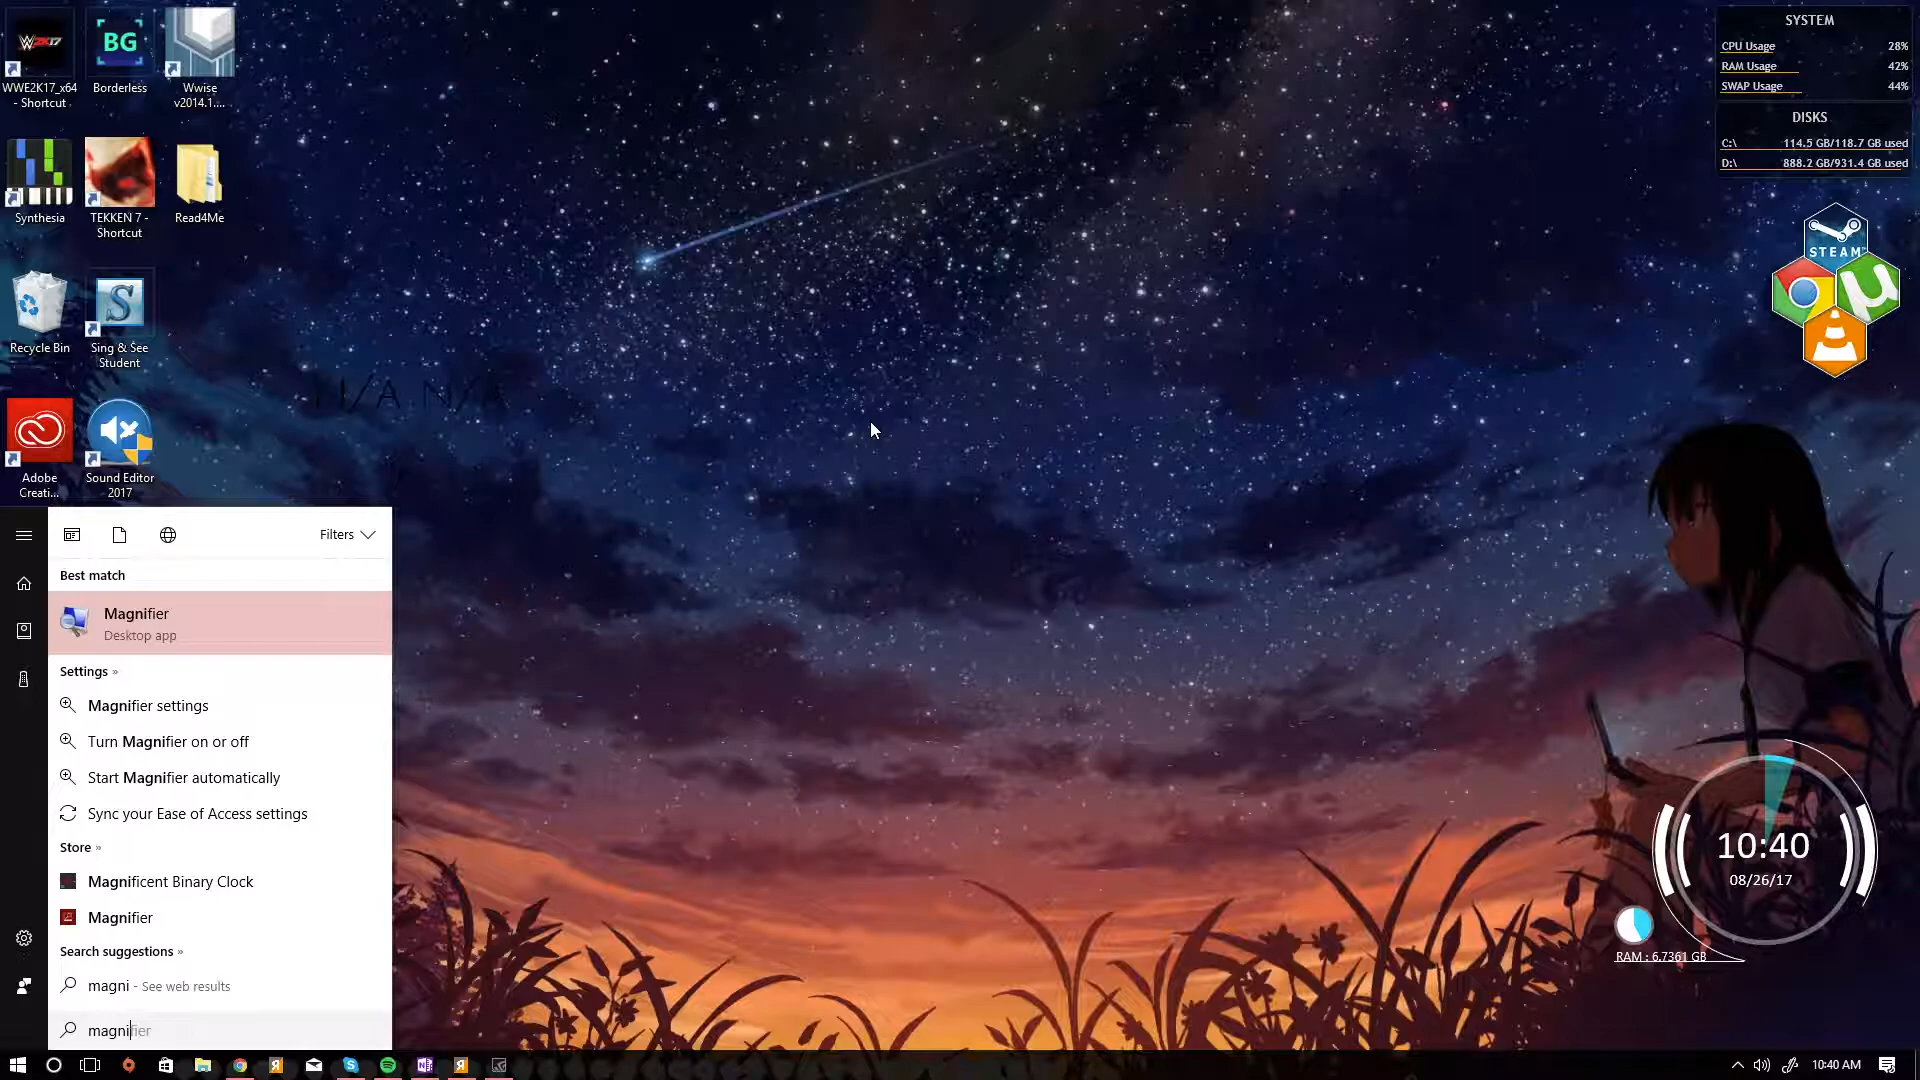 WWE2K17_x64
- Shortcut
BG
Borderless
Wwise
v2014.1....
Synthesia
TEKKEN 7 -
Shortcut
Read4Me
Recycle Bin
S
Sing & See
Student
Adobe
Creati...
Sound Editor
2017
Filters
Best match
Magnifier
Desktop app
Settings »
Magnifier settings
Turn Magnifier on or off
Start Magnifier automatically
Sync your Ease of Access settings
Store »
Magnificent Binary Clock
Magnifier
Search suggestions »
magni - See web results
magnifier
SYSTEM
CPU Usage 28%
RAM Usage 42%
SWAP Usage 44%
DISKS
C:\ 114.5 GB/118.7 GB used
D:\ 888.2 GB/931.4 GB used
STEAM
µ
10:40
08/26/17
RAM : 6.7361 GB
10:40 AM